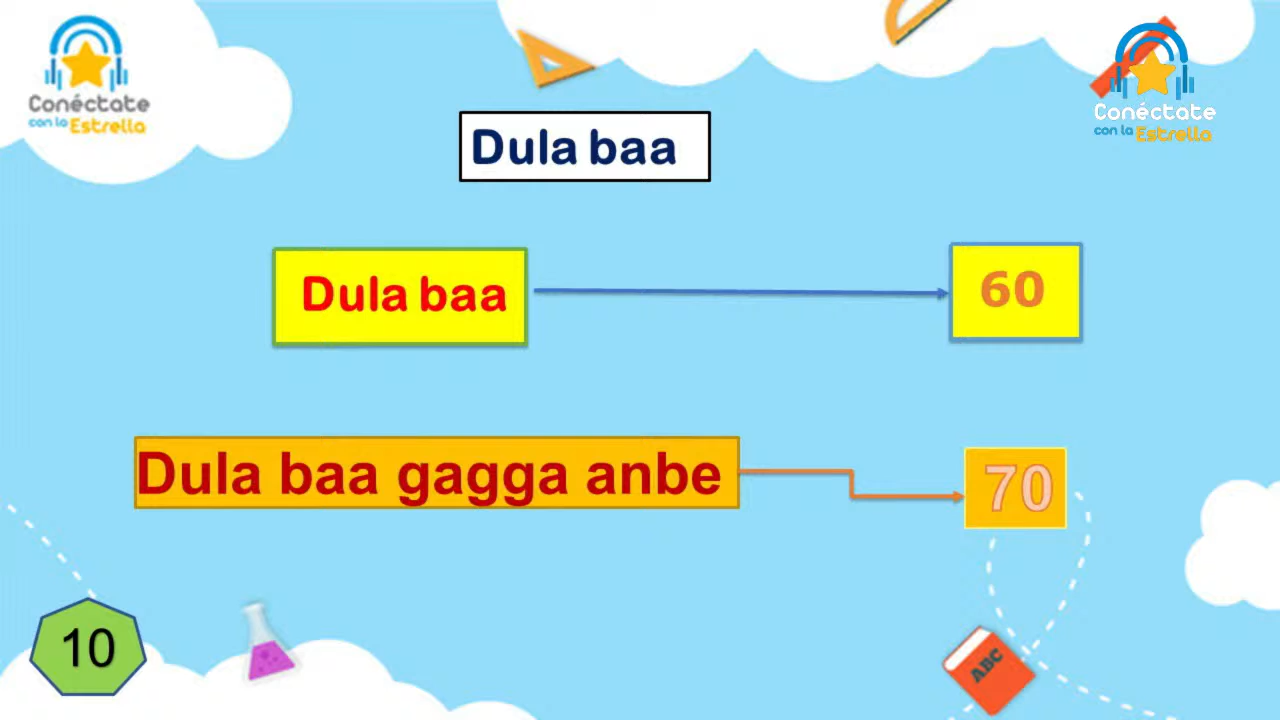 Conéctate
con la Estrella
Conéctate
con la Estrella
Dula baa
Dula baa
60
Dula baa gagga anbe
70
10
ABC